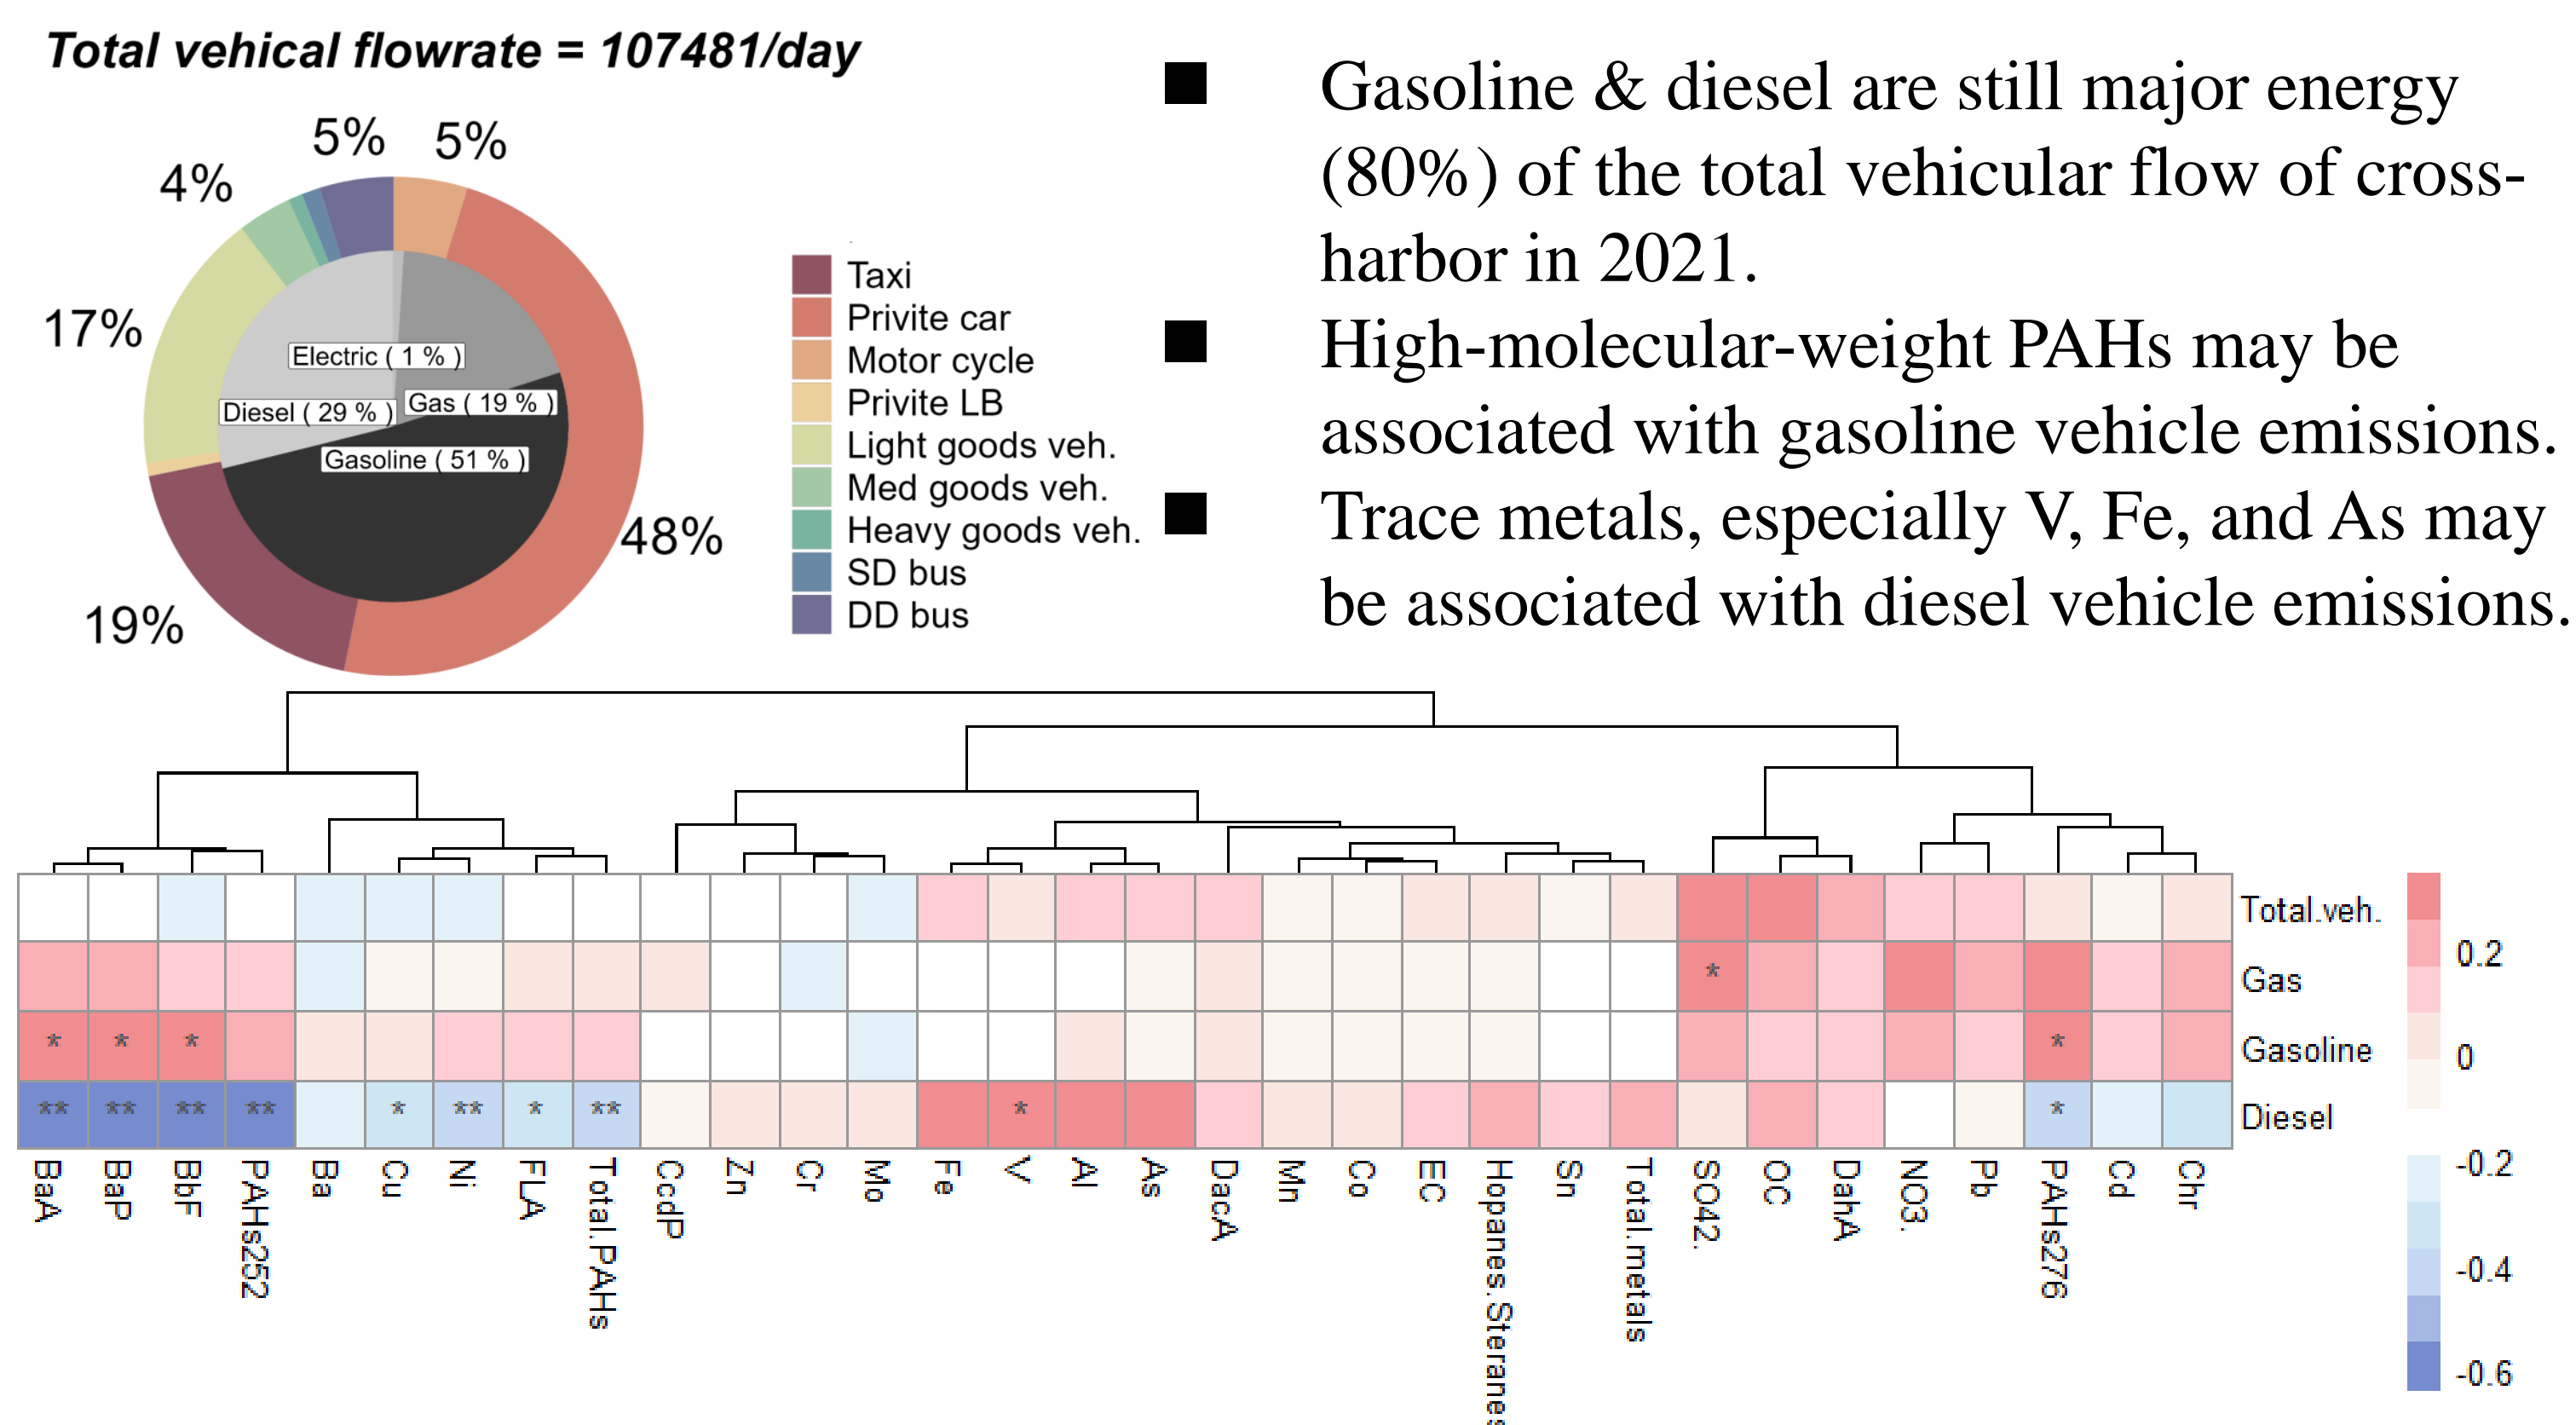 Total vehical flowrate = 107481/day
5%
5%
4%
17%
48%
19%
Electric ( 1 % )
Gas ( 19 % )
Diesel ( 29 % )
Gasoline ( 51 % )
Taxi
Privite car
Motor cycle
Privite LB
Light goods veh.
Med goods veh.
Heavy goods veh.
SD bus
DD bus
■ Gasoline & diesel are still major energy
(80%) of the total vehicular flow of cross-
harbor in 2021.
■ High-molecular-weight PAHs may be
associated with gasoline vehicle emissions.
■ Trace metals, especially V, Fe, and As may
be associated with diesel vehicle emissions.
Total.veh.
*
Gas
* * * *
Gasoline
** ** ** ** * ** * ** * *
Diesel
BaA
BaP
BbF
PAHs252
Ba
Cu
Ni
FLA
Total.PAHs
CcdP
Zn
Cr
Mo
Fe
V
Al
As
DacA
Mn
Co
EC
Hopanes.Steranes
Sn
Total.metals
SO42.
OC
DahA
NO3.
Pb
PAHs276
Cd
Chr
0.2
0
-0.2
-0.4
-0.6